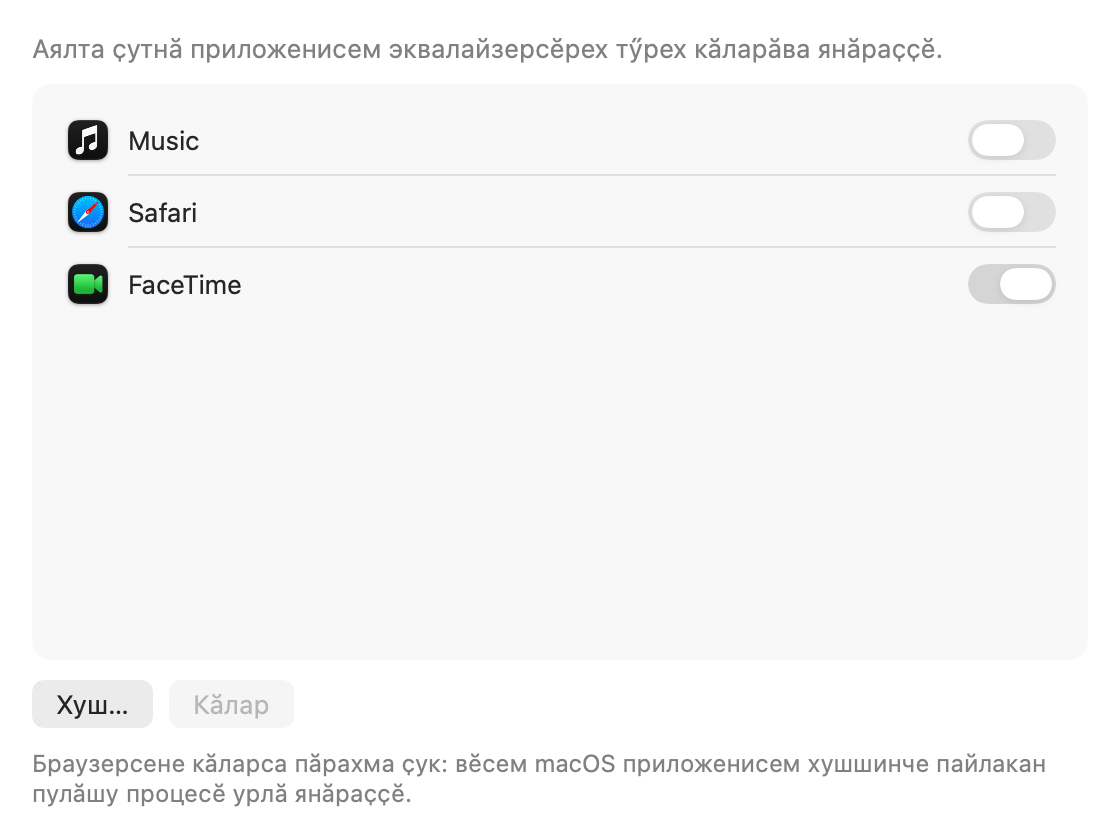 Аялта ҫутнӑ приложенисем эквалайзерсӗрех тӳрех кӑларӑва янӑраҫҫӗ.
Music
Safari
FaceTime
Хуш...
Кӑлар
Браузерсене кӑларса пӑрахма ҫук: вӗсем macOS приложенисем хушшинче пайлакан
пулӑшу процесӗ урлӑ янӑраҫҫӗ.